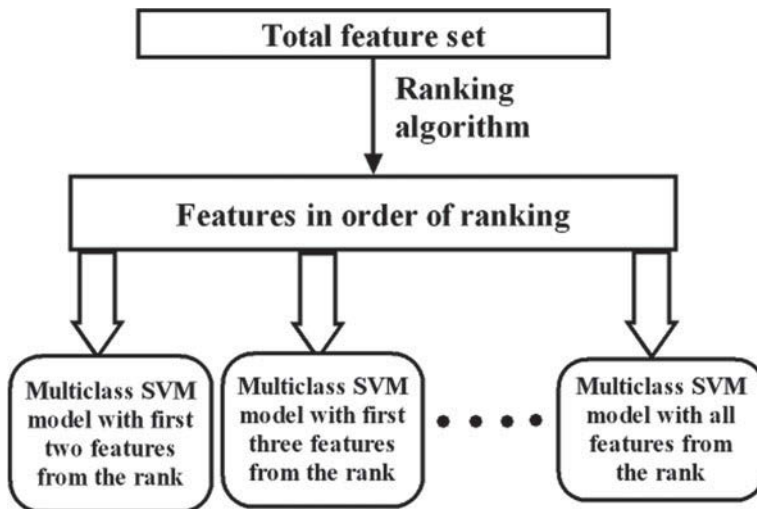 Total feature set
Ranking
algorithm
Features in order of ranking
Multiclass SVM
model with first
two features
from the rank
Multiclass SVM
model with first
three features
from the rank
Multiclass SVM
model with all
features from
the rank